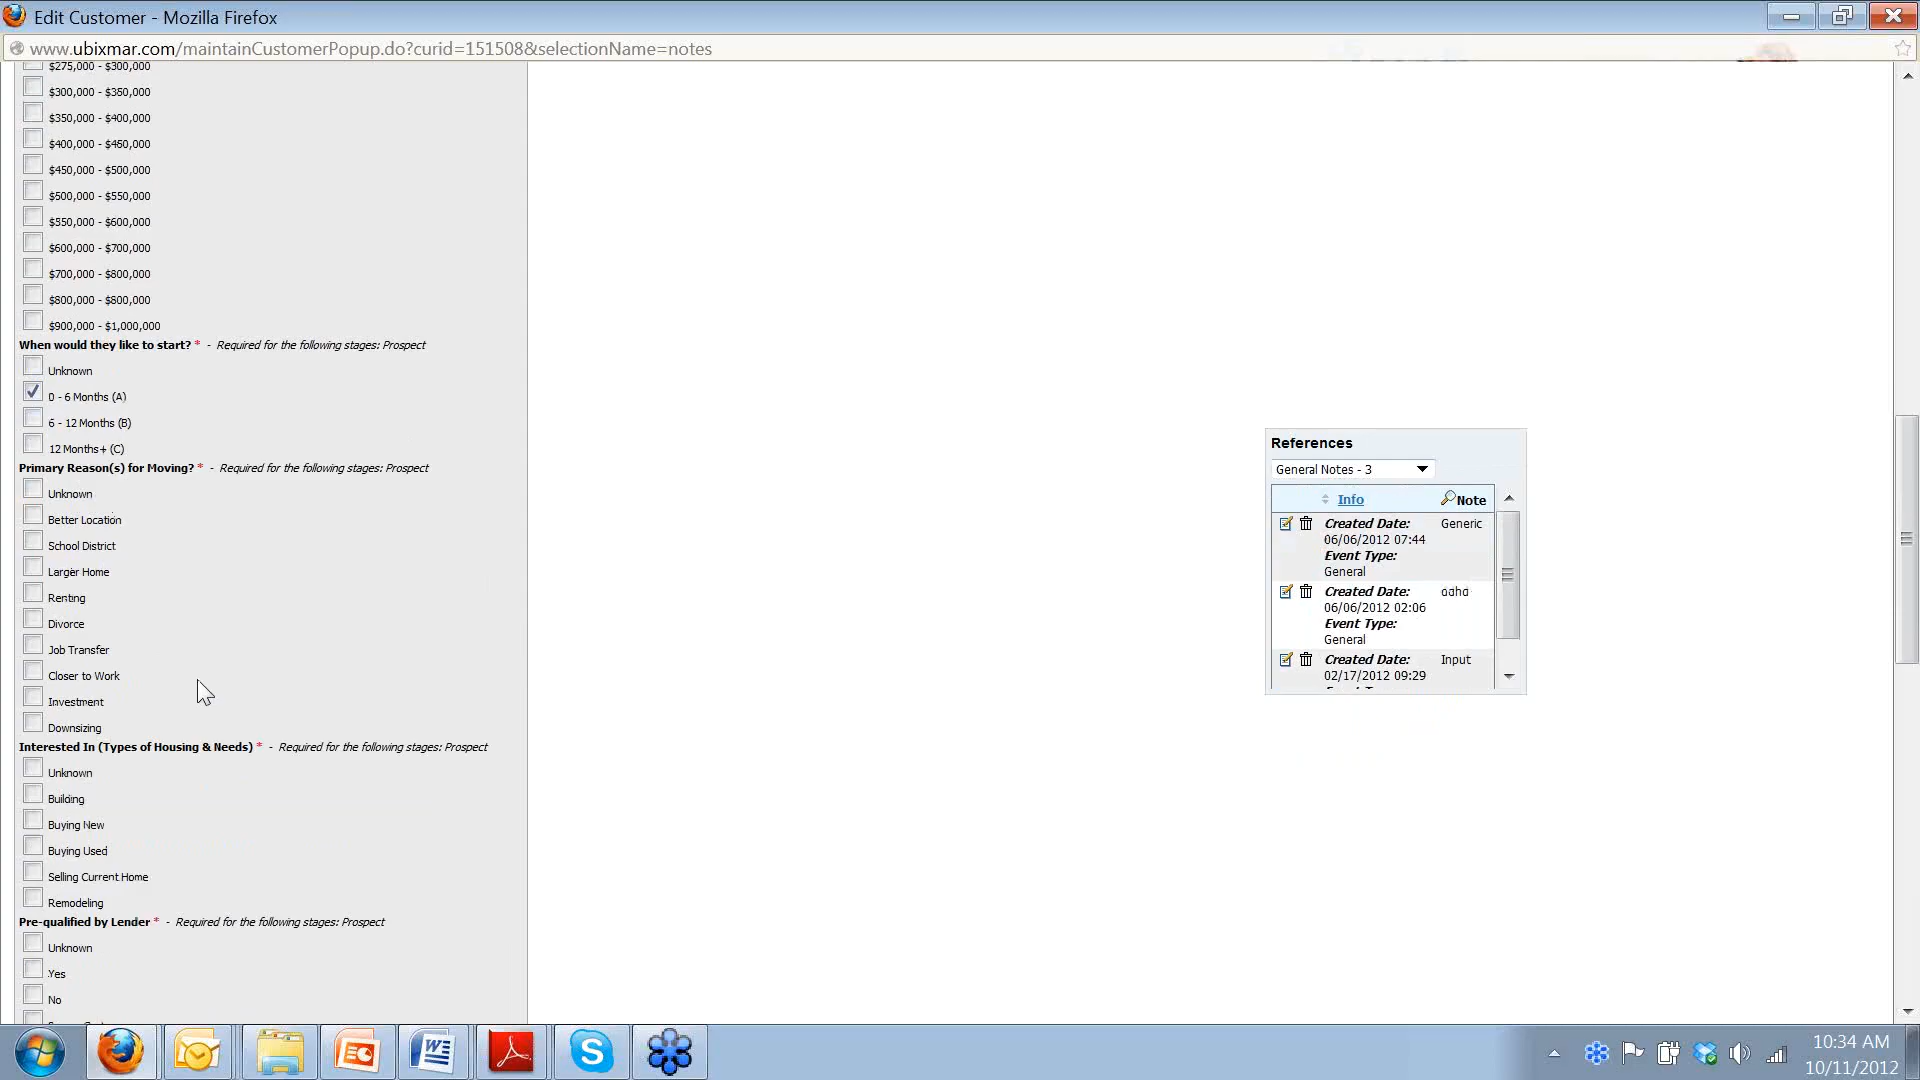 Edit Customer - Mozilla Firefox
www.ubixmar.com/maintainCustomerPopup.do?curid=151508&selectionName=notes
$275,000 - $300,000
$300,000 - $350,000
$350,000 - $400,000
$400,000 - $450,000
$450,000 - $500,000
$500,000 - $550,000
$550,000 - $600,000
$600,000 - $700,000
$700,000 - $800,000
$800,000 - $800,000
$900,000 - $1,000,000
When would they like to start? * - Required for the following stages: Prospect
Unknown
0 - 6 Months (A)
6 - 12 Months (B)
12 Months+ (C)
Primary Reason(s) for Moving? * - Required for the following stages: Prospect
Unknown
Better Location
School District
Larger Home
Renting
Divorce
Job Transfer
Closer to Work
Investment
Downsizing
Interested In (Types of Housing & Needs) * - Required for the following stages: Prospect
Unknown
Building
Buying New
Buying Used
Selling Current Home
Remodeling
Pre-qualified by Lender * - Required for the following stages: Prospect
Unknown
Yes
No
References
General Notes - 3
Info Note
Created Date: Generic
06/06/2012 07:44
Event Type:
General
Created Date:
06/06/2012 02:06
Event Type:
General
Created Date: Input
02/17/2012 09:29
10:34 AM
10/11/2012